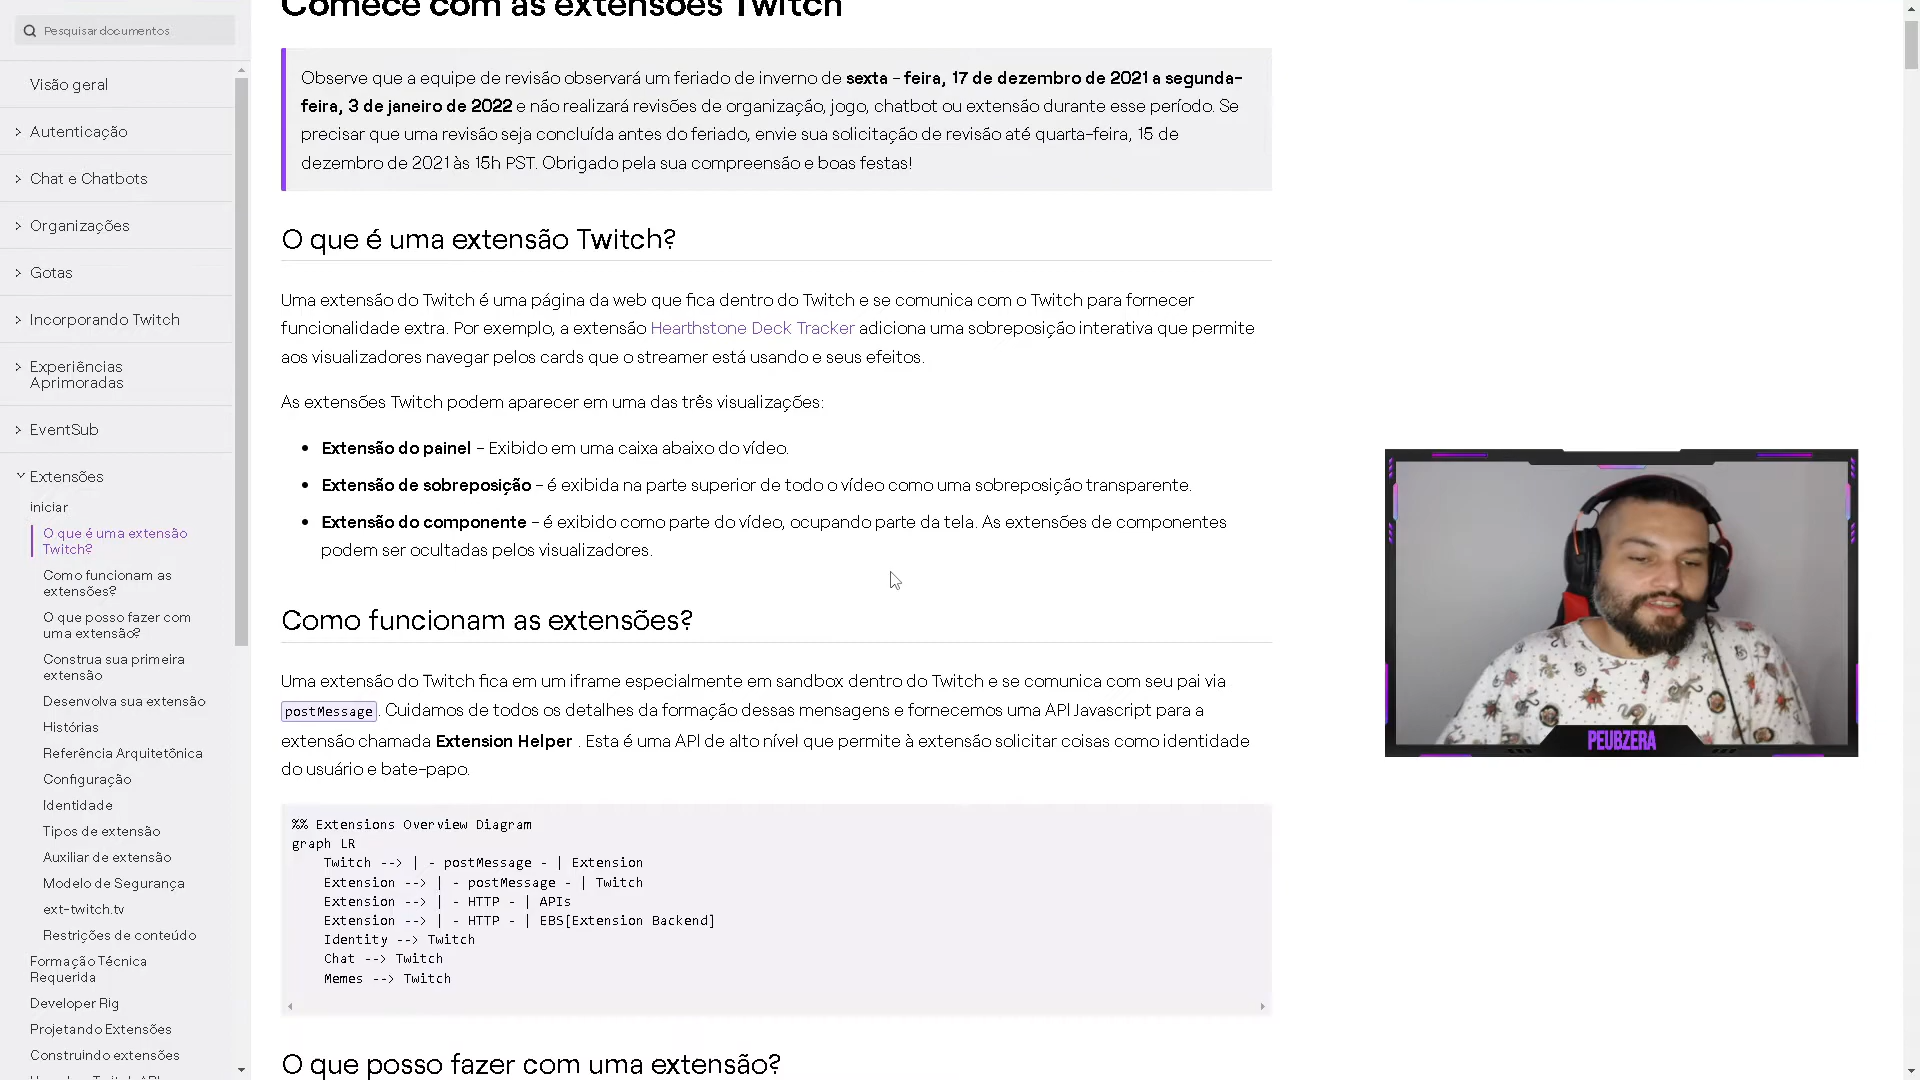 Comece com as extensões Twitch
Pesquisar documentos
Visão geral
Autenticação
Chat e Chatbots
Organizações
Gotas
Incorporando Twitch
Experiências
Aprimoradas
EventSub
Extensões
iniciar
O que é uma extensão
Twitch?
Como funcionam as
extensões?
O que posso fazer com
uma extensão?
Construa sua primeira
extensão
Desenvolva sua extensão
Histórias
Referência Arquitetônica
Configuração
Identidade
Tipos de extensão
Auxiliar de extensão
Modelo de Segurança
ext-twitch.tv
Restrições de conteúdo
Formação Técnica
Requerida
Developer Rig
Projetando Extensões
Construindo extensões
Observe que a equipe de revisão observará um feriado de inverno de sexta - feira, 17 de dezembro de 2021 a segunda-
feira, 3 de janeiro de 2022 e não realizará revisões de organização, jogo, chatbot ou extensão durante esse período. Se
precisar que uma revisão seja concluída antes do feriado, envie sua solicitação de revisão até quarta-feira, 15 de
dezembro de 2021 às 15h PST. Obrigado pela sua compreensão e boas festas!
O que é uma extensão Twitch?
Uma extensão do Twitch é uma página da web que fica dentro do Twitch e se comunica com o Twitch para fornecer
funcionalidade extra. Por exemplo, a extensão Hearthstone Deck Tracker adiciona uma sobreposição interativa que permite
aos visualizadores navegar pelos cards que o streamer está usando e seus efeitos.
As extensões Twitch podem aparecer em uma das três visualizações:
• Extensão do painel - Exibido em uma caixa abaixo do vídeo.
• Extensão de sobreposição - é exibida na parte superior de todo o vídeo como uma sobreposição transparente.
• Extensão do componente - é exibido como parte do vídeo, ocupando parte da tela. As extensões de componentes
podem ser ocultadas pelos visualizadores.
Como funcionam as extensões?
Uma extensão do Twitch fica em um iframe especialmente em sandbox dentro do Twitch e se comunica com seu pai via
postMessage. Cuidamos de todos os detalhes da formação dessas mensagens e fornecemos uma API Javascript para a
extensão chamada Extension Helper . Esta é uma API de alto nível que permite à extensão solicitar coisas como identidade
do usuário e bate-papo.
%% Extensions Overview Diagram
graph LR
Twitch --> | - postMessage - | Extension
Extension --> | - postMessage - | Twitch
Extension --> | - HTTP - | APIs
Extension --> | - HTTP - | EBS[Extension Backend]
Identity --> Twitch
Chat --> Twitch
Memes --> Twitch
O que posso fazer com uma extensão?
PEUBZERA